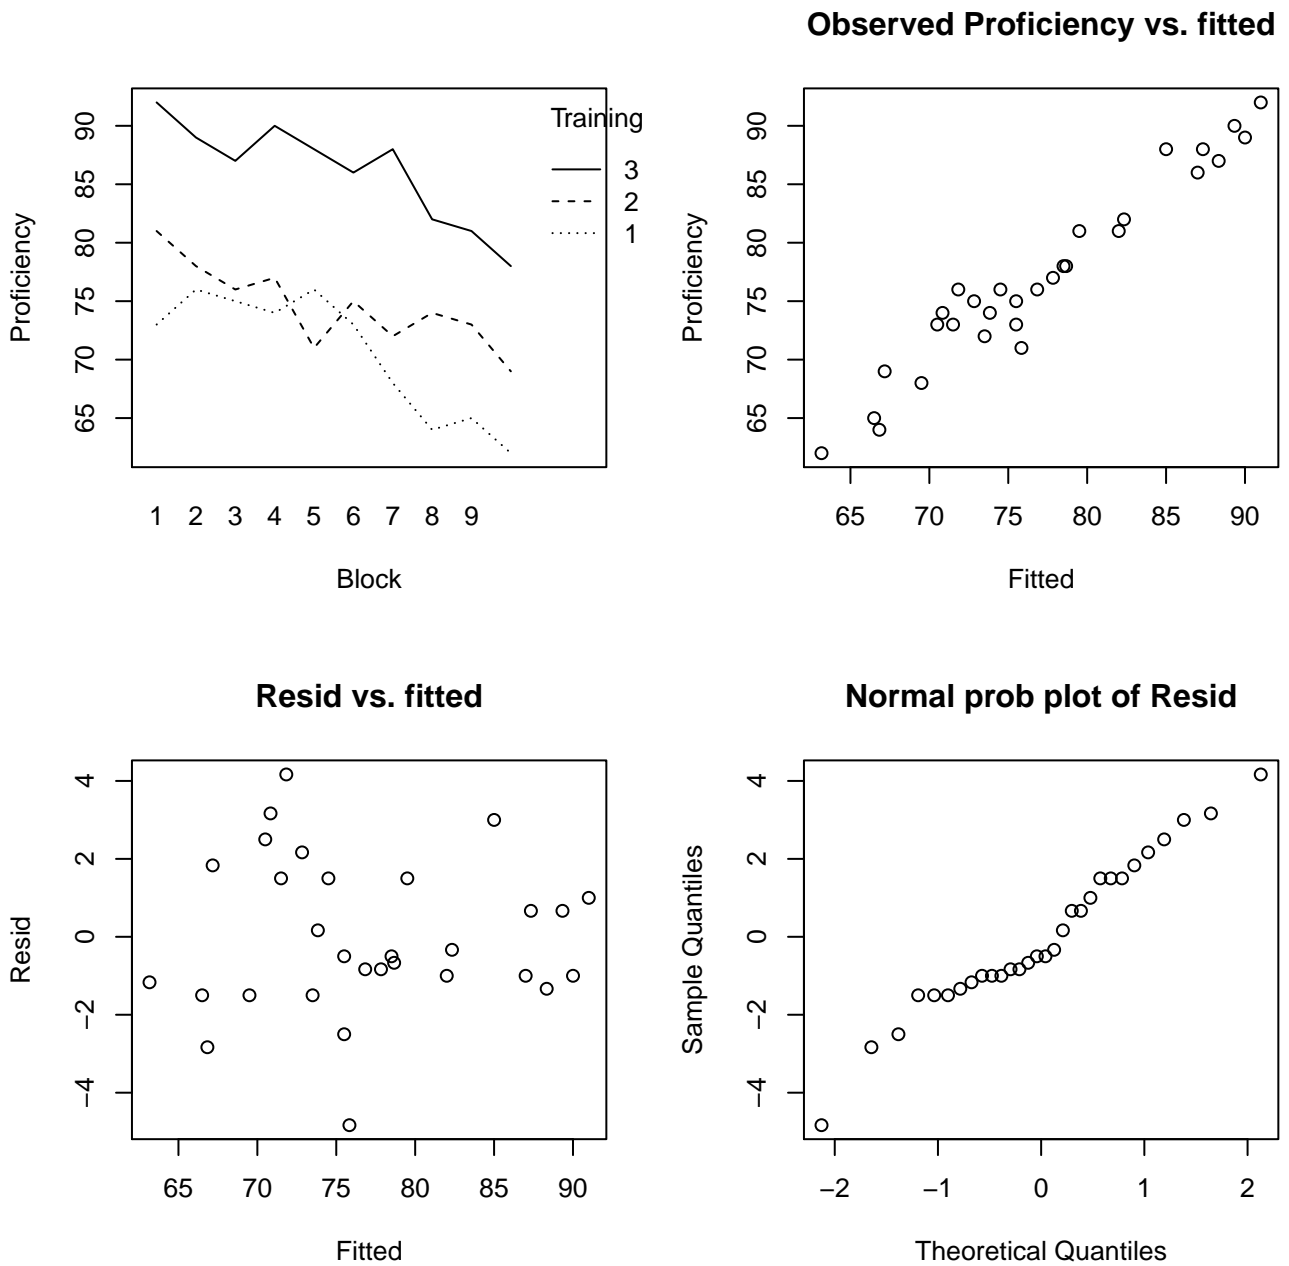 Observed Proficiency vs. fitted
Proficiency
90
85
80
75
70
65
Training
3
2
1
1 2 3 4 5 6 7 8 9
Block
Proficiency
90
85
80
75
70
65
65 70 75 80 85 90
Fitted
Resid vs. fitted
Resid
4
2
0
−2
−4
65 70 75 80 85 90
Fitted
Normal prob plot of Resid
Sample Quantiles
4
2
0
−2
−4
−2 −1 0 1 2
Theoretical Quantiles